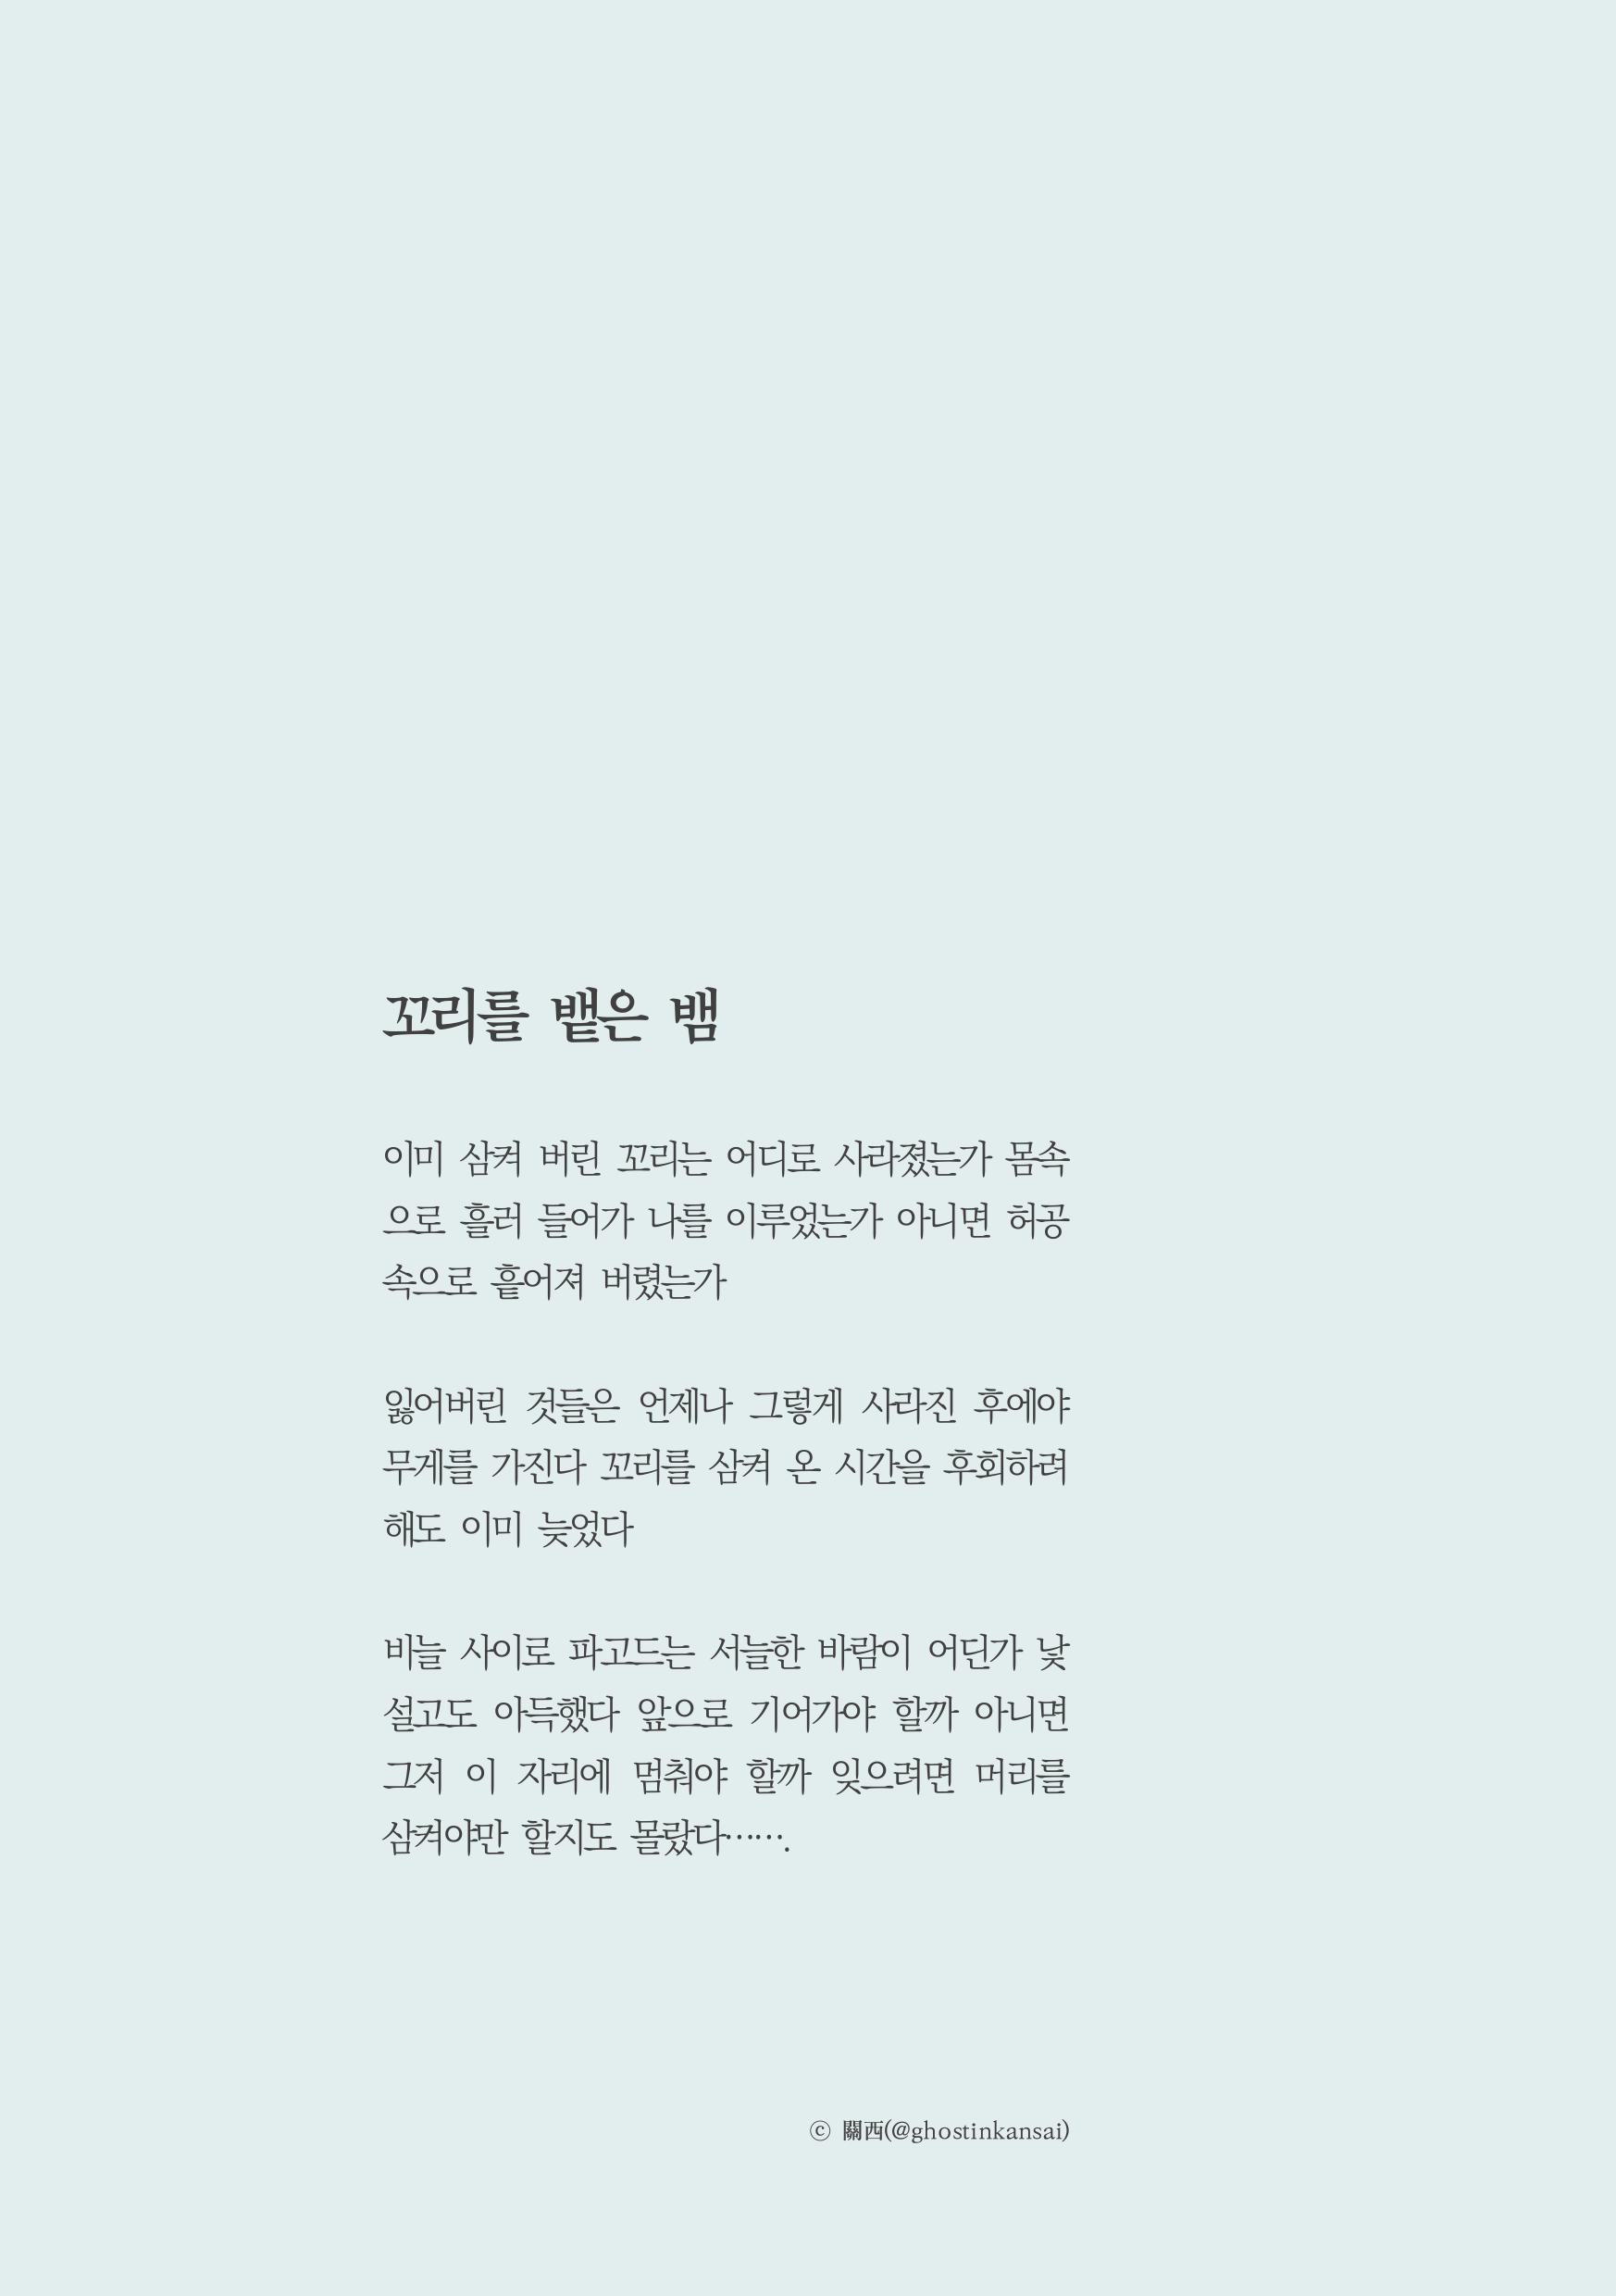 꼬리를 뱉은 뱀
이미 삼켜 버린 꼬리는 어디로 사라졌는가 몸속
으로 흘러 들어가 나를 이루었는가 아니면 허공
속으로 흩어져 버렸는가
잃어버린 것들은 언제나 그렇게 사라진 후에야
무게를 가진다 꼬리를 삼켜 온 시간을 후회하려
해도 이미 늦었다
비늘 사이로 파고드는 서늘한 바람이 어딘가 낯
설고도 아득했다 앞으로 기어가야 할까 아니면
그저 이 자리에 멈춰야 할까 잊으려면 머리를
삼켜야만 할지도 몰랐다…….
ⓒ 關西(@ghostinkansai)